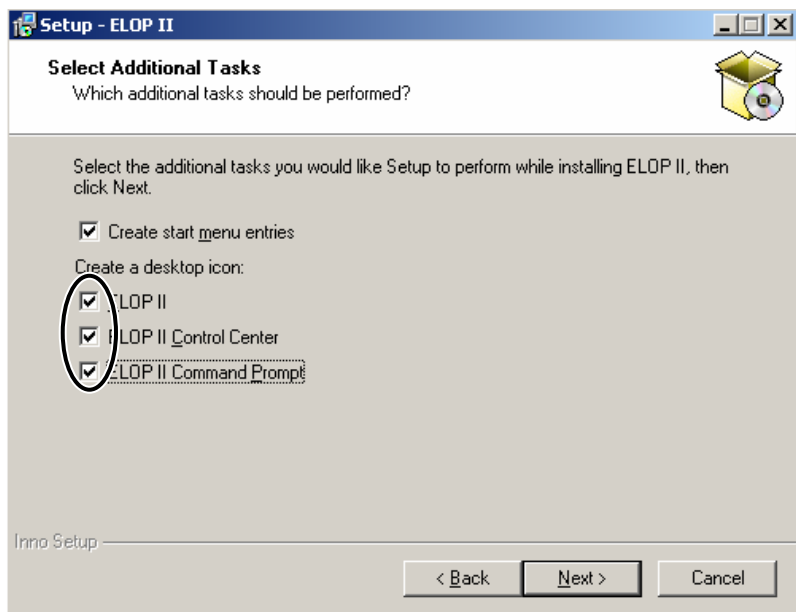 Setup - ELOP II
Select Additional Tasks
Which additional tasks should be performed?
Select the additional tasks you would like Setup to perform while installing ELOP II, then
click Next.
Create start menu entries
Create a desktop icon:
ELOP II
ELOP II Control Center
ELOP II Command Prompt
Inno Setup
< Back
Next >
Cancel